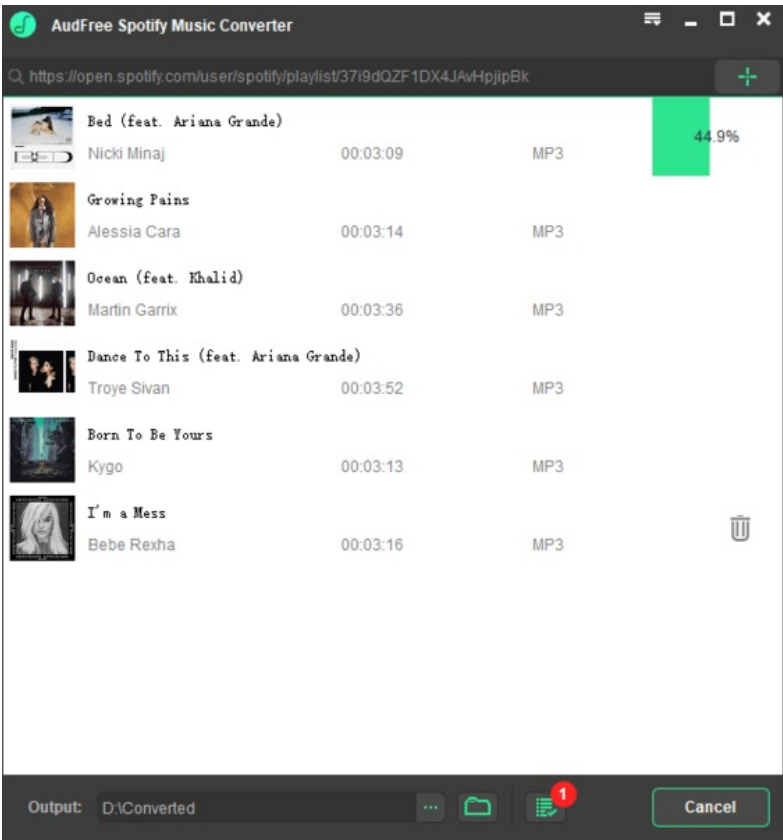 AudFree Spotify Music Converter
https://open.spotify.com/user/spotify/playlist/37i9dQZF1DX4JAvHpjipBk
Bed (feat. Ariana Grande)
Nicki Minaj 00:03:09 MP3 44.9%
Growing Pains
Alessia Cara 00:03:14 MP3
Ocean (feat. Khalid)
Martin Garrix 00:03:36 MP3
Dance To This (feat. Ariana Grande)
Troye Sivan 00:03:52 MP3
Born To Be Yours
Kygo 00:03:13 MP3
I'm a Mess
Bebe Rexha 00:03:16 MP3
Output: D:\Converted ... 1 Cancel